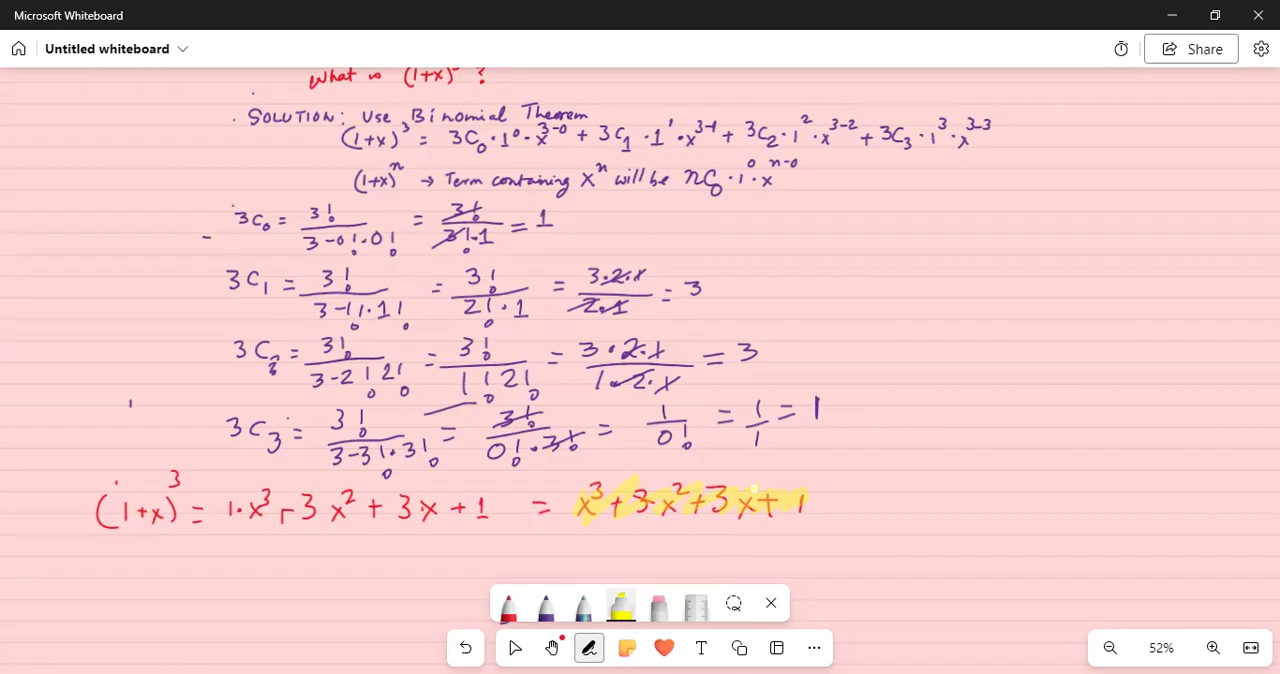 Microsoft Whiteboard
Untitled whiteboard
Share
What is (1+x) ?
SOLUTION: Use Binomial Theorem
(1+x)³ = 3C₀·1⁰·x³⁻⁰ + 3C₁·1¹·x³⁻¹ + 3C₂·1²·x³⁻² + 3C₃·1³·x³⁻³
(1+x)ⁿ → Term containing xⁿ will be nC₀·1⁰·xⁿ⁻⁰
3C₀ = 3!/(3-0!·0!) = 3!/(3!·1) = 1
3C₁ = 3!/(3-1!·1!) = 3!/(2!·1) = 3·2·1/(2·1) = 3
3C₂ = 3!/(3-2!2!) = 3!/(1!2!) = 3·2·1/(1·2·1) = 3
3C₃ = 3!/(3-3!·3!) = 3!/(0!·3!) = 1/0! = 1/1 = 1
(1+x)³ = 1·x³+3x²+3x+1 = x³+3x²+3x+1
52%